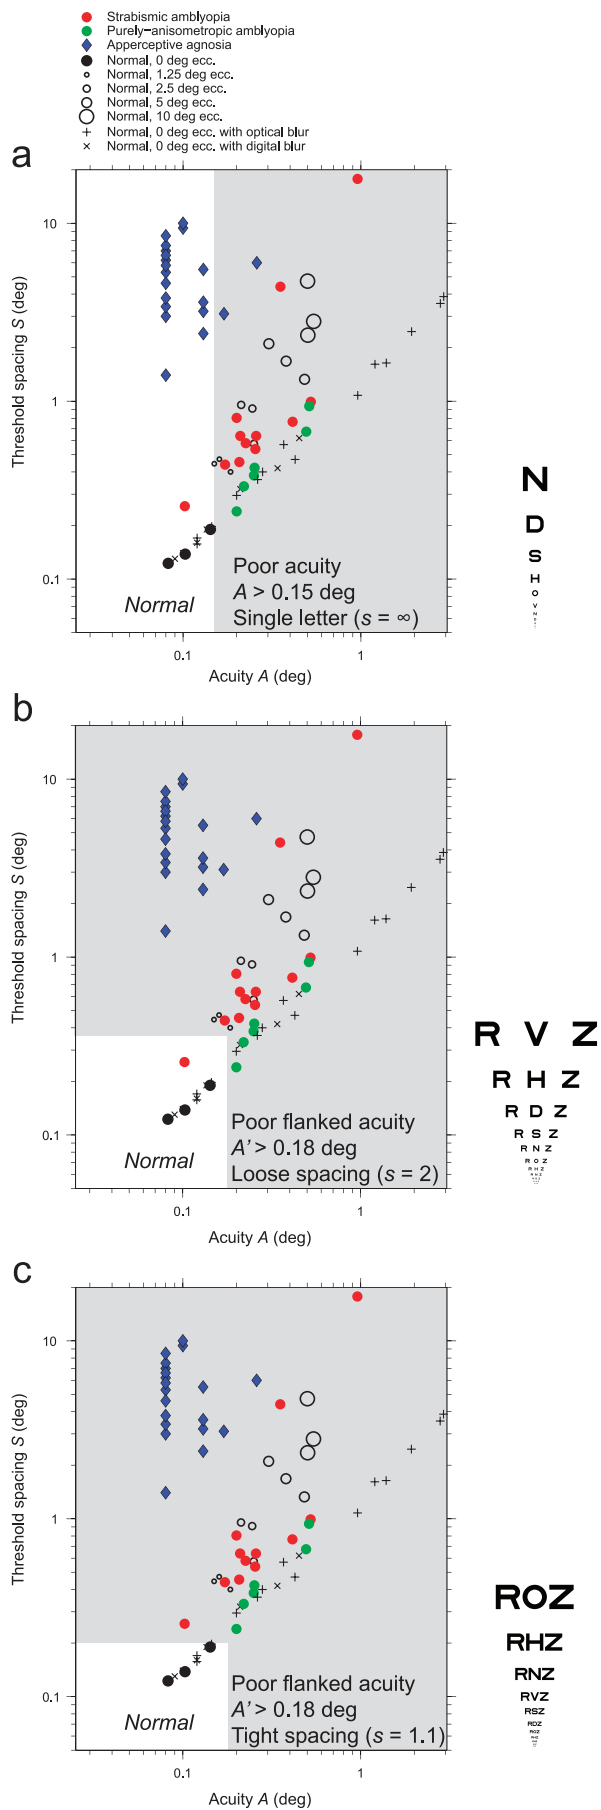 Strabismic amblyopia
Purely−anisometropic amblyopia
Apperceptive agnosia
Normal, 0 deg ecc.
Normal, 1.25 deg ecc.
Normal, 2.5 deg ecc.
Normal, 5 deg ecc.
Normal, 10 deg ecc.
Normal, 0 deg ecc. with optical blur
Normal, 0 deg ecc. with digital blur
a
Threshold spacing S (deg)
10
1
0.1
Normal
Poor acuity
A > 0.15 deg
Single letter (s = ∞)
0.1 1
Acuity A (deg)
N
D
S
H
O
V
b
Threshold spacing S (deg)
10
1
0.1
Normal
Poor flanked acuity
A' > 0.18 deg
Loose spacing (s = 2)
0.1 1
Acuity A (deg)
R V Z
R H Z
R D Z
R S Z
R N Z
R O Z
R H Z
c
Threshold spacing S (deg)
10
1
0.1
Normal
Poor flanked acuity
A' > 0.18 deg
Tight spacing (s = 1.1)
0.1 1
Acuity A (deg)
ROZ
RHZ
RNZ
RVZ
RSZ
RDZ
ROZ